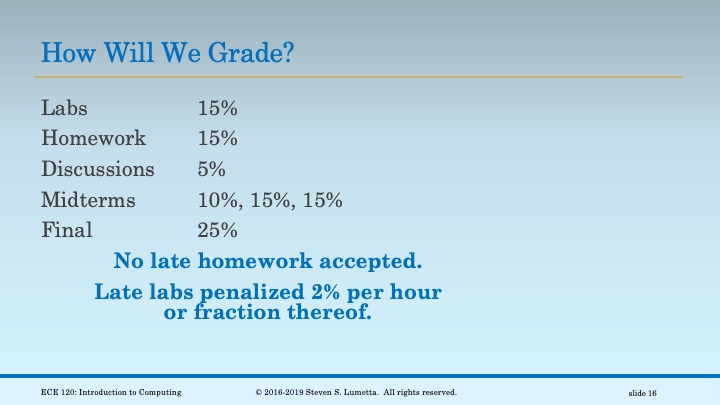 How Will We Grade?
Labs 15%
Homework 15%
Discussions 5%
Midterms 10%, 15%, 15%
Final 25%
No late homework accepted.
Late labs penalized 2% per hour
or fraction thereof.
ECE 120: Introduction to Computing © 2016-2019 Steven S. Lumetta. All rights reserved. slide 16